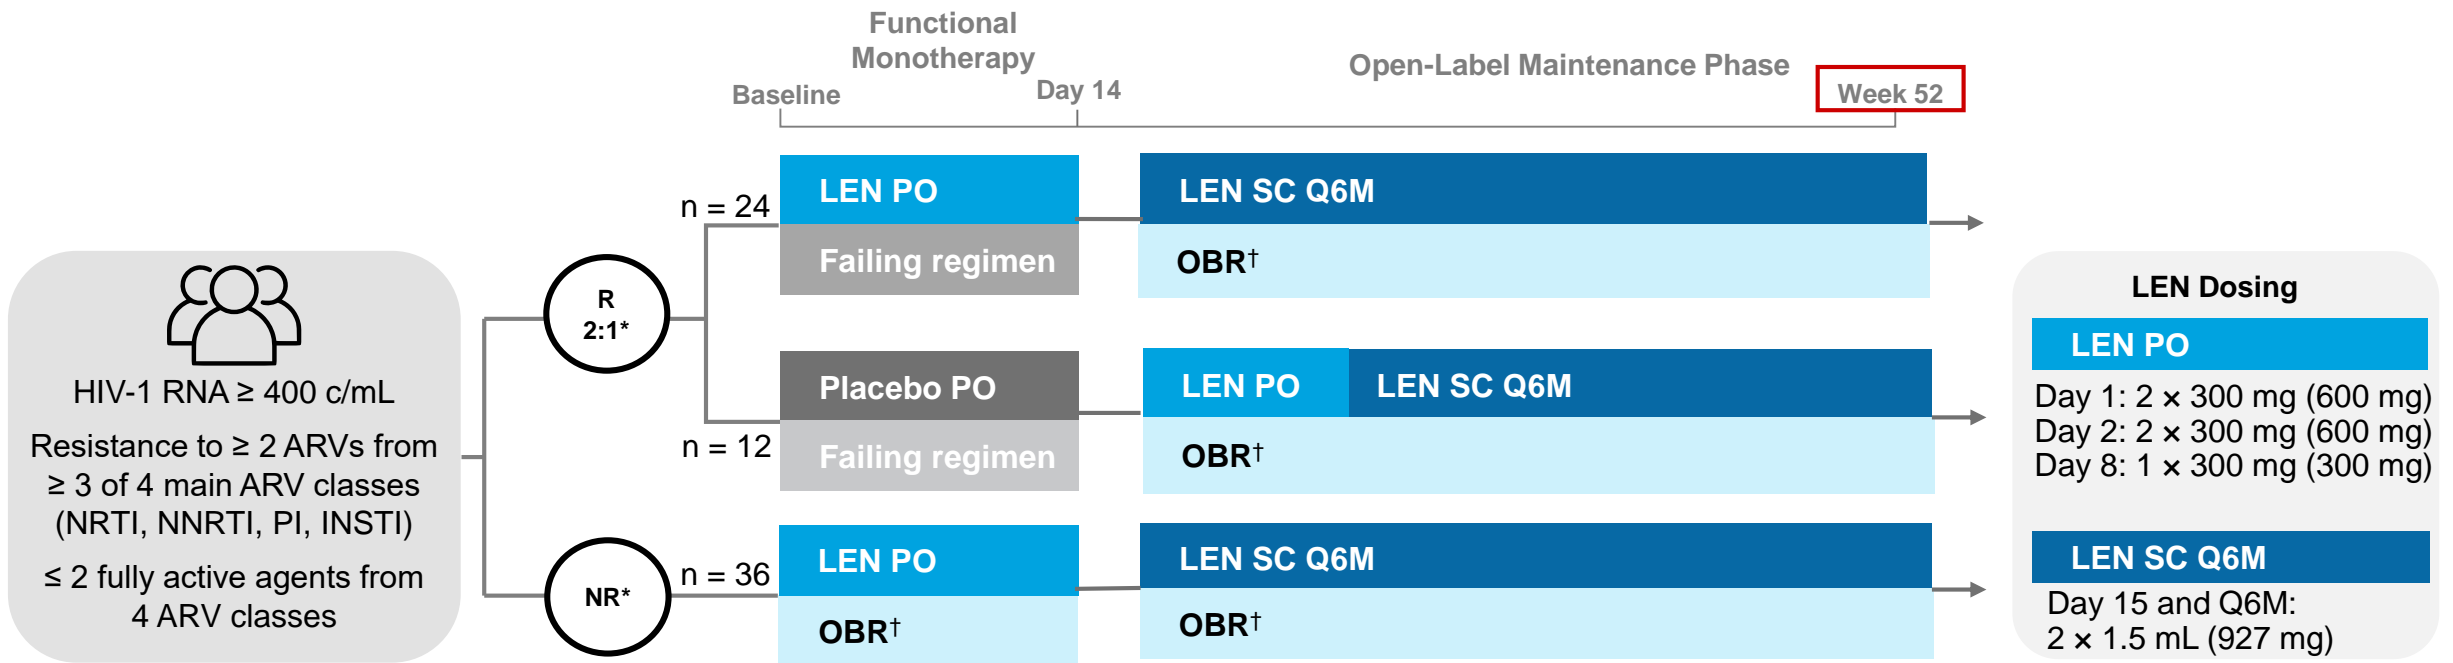 Functional
Monotherapy
Open-Label Maintenance Phase
Baseline
Day 14
Week 52
HIV-1 RNA ≥ 400 c/mL
Resistance to ≥ 2 ARVs from
≥ 3 of 4 main ARV classes
(NRTI, NNRTI, PI, INSTI)
≤ 2 fully active agents from
4 ARV classes
R
2:1*
n = 24
LEN PO
Failing regimen
LEN SC Q6M
OBR†
n = 12
Placebo PO
Failing regimen
LEN PO
LEN SC Q6M
OBR†
NR*
n = 36
LEN PO
OBR†
LEN SC Q6M
OBR†
LEN Dosing
LEN PO
Day 1: 2 × 300 mg (600 mg)
Day 2: 2 × 300 mg (600 mg)
Day 8: 1 × 300 mg (300 mg)
LEN SC Q6M
Day 15 and Q6M:
2 × 1.5 mL (927 mg)